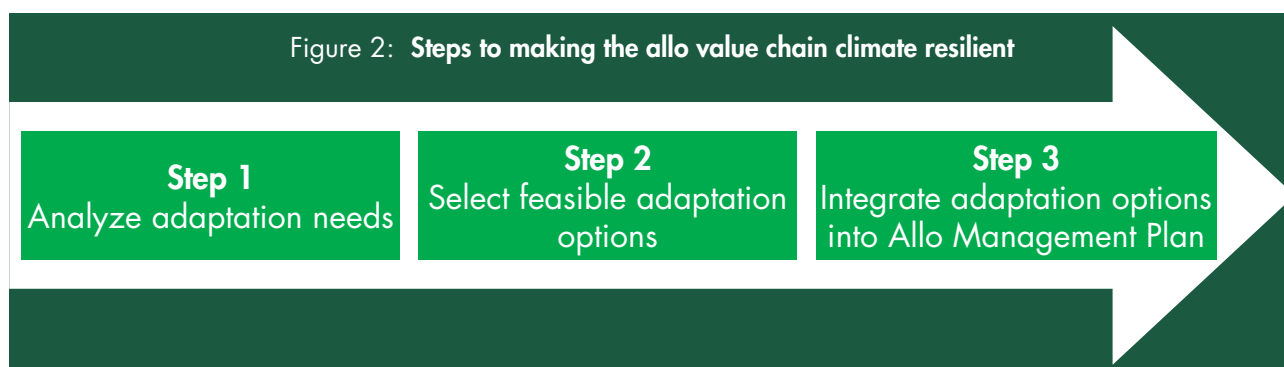 Figure 2: Steps to making the allo value chain climate resilient
Step 1
Analyze adaptation needs
Step 2
Select feasible adaptation
options
Step 3
Integrate adaptation options
into Allo Management Plan